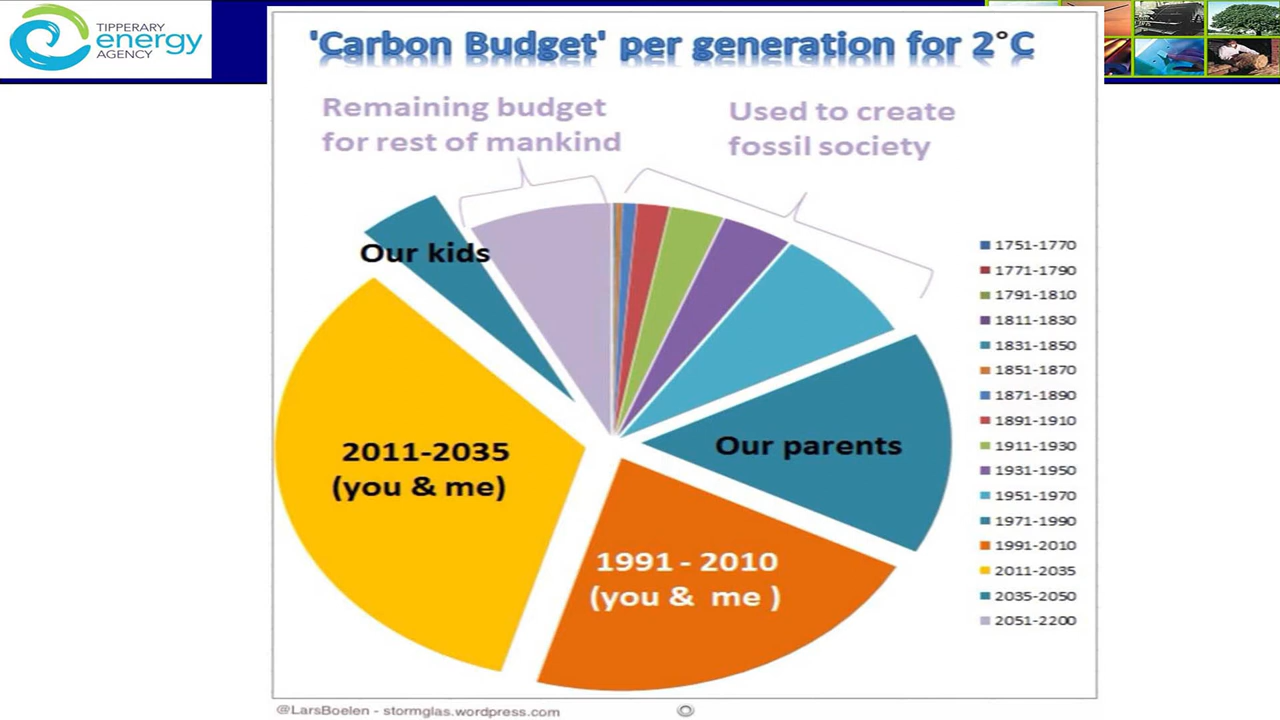 TIPPERARY
energy
AGENCY
'Carbon Budget' per generation for 2°C
Remaining budget
for rest of mankind
Used to create
fossil society
Our kids
2011-2035
(you & me)
Our parents
1991 - 2010
(you & me )
1751-1770
1771-1790
1791-1810
1811-1830
1831-1850
1851-1870
1871-1890
1891-1910
1911-1930
1931-1950
1951-1970
1971-1990
1991-2010
2011-2035
2035-2050
2051-2200
@LarsBoelen - stormglas.wordpress.com